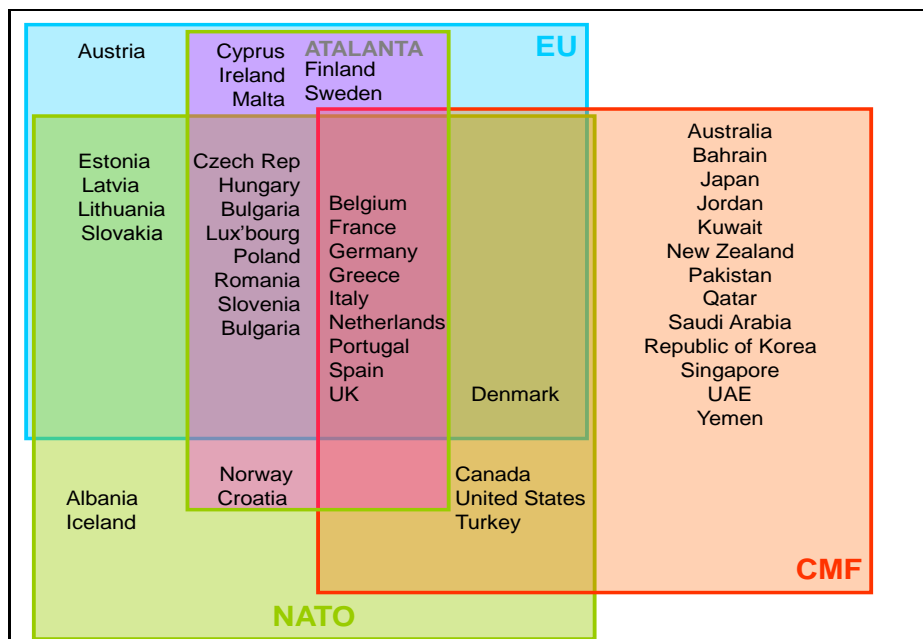 Austria
Cyprus
Ireland
Malta
ATALANTA
Finland
Sweden
EU
Estonia
Latvia
Lithuania
Slovakia
Czech Rep
Hungary
Bulgaria
Lux'bourg
Poland
Romania
Slovenia
Bulgaria
Belgium
France
Germany
Greece
Italy
Netherlands
Portugal
Spain
UK
Denmark
Australia
Bahrain
Japan
Jordan
Kuwait
New Zealand
Pakistan
Qatar
Saudi Arabia
Republic of Korea
Singapore
UAE
Yemen
Albania
Iceland
Norway
Croatia
Canada
United States
Turkey
CMF
NATO